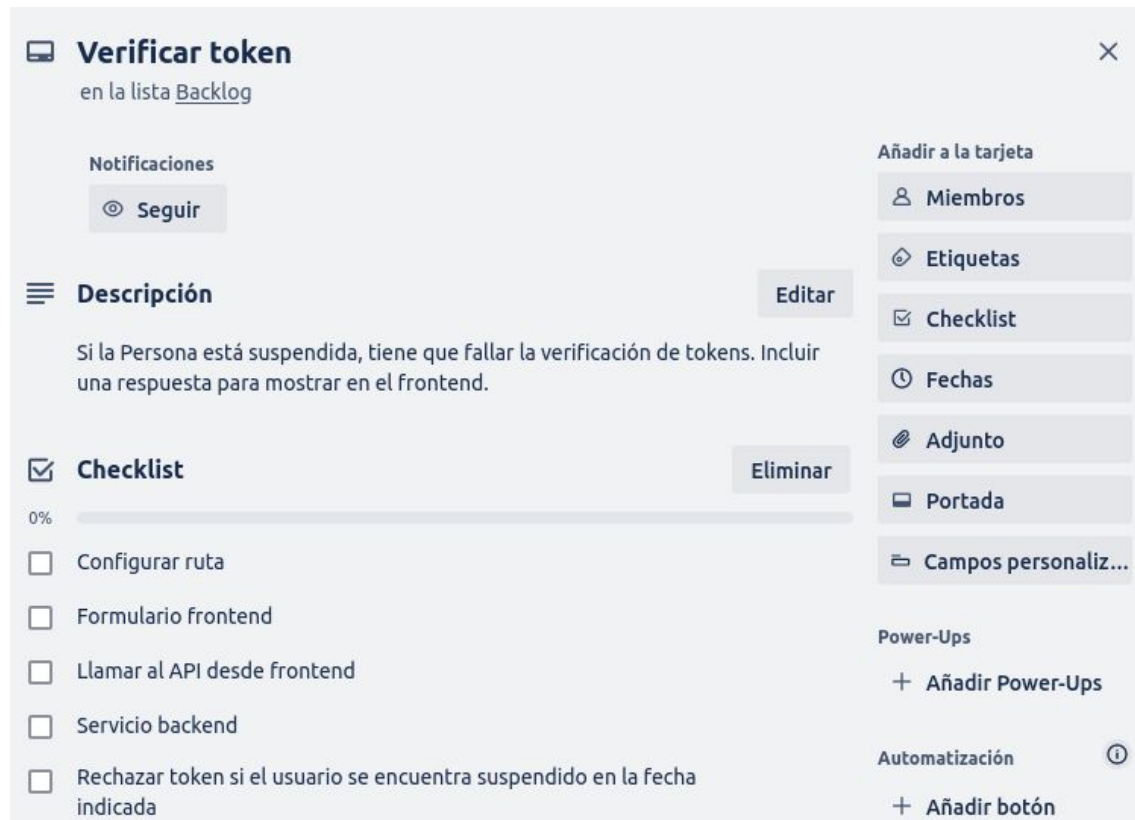 Verificar token
en la lista Backlog
Notificaciones
Seguir
Descripción
Editar
Si la Persona está suspendida, tiene que fallar la verificación de tokens. Incluir
una respuesta para mostrar en el frontend.
Checklist
Eliminar
0%
Configurar ruta
Formulario frontend
Llamar al API desde frontend
Servicio backend
Rechazar token si el usuario se encuentra suspendido en la fecha
indicada
Añadir a la tarjeta
Miembros
Etiquetas
Checklist
Fechas
Adjunto
Portada
Campos personaliz...
Power-Ups
+ Añadir Power-Ups
Automatización
+ Añadir botón